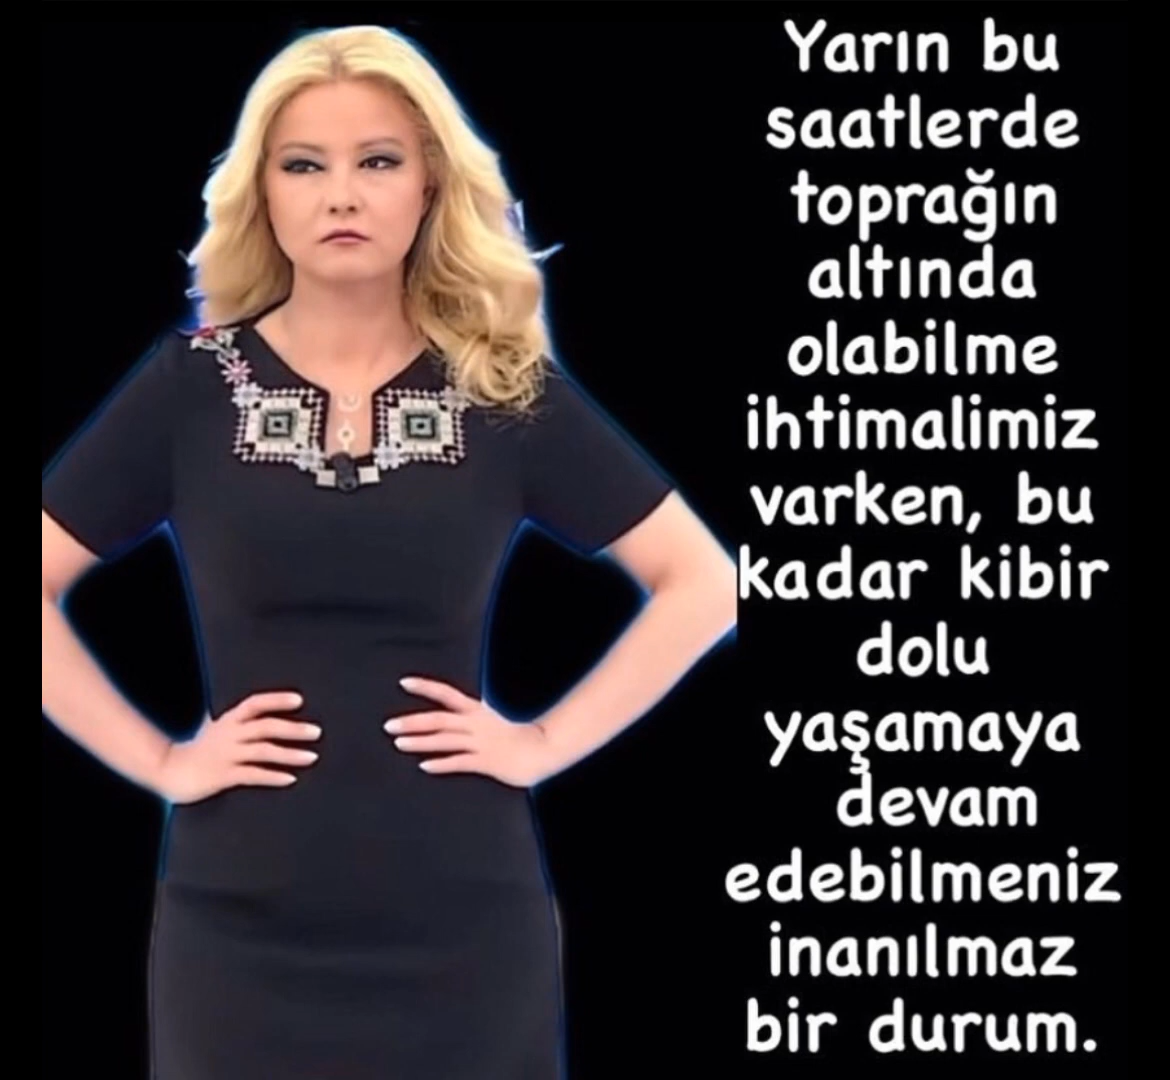 Yarın bu
saatlerde
toprağın
altında
olabilme
ihtimalimiz
varken, bu
kadar kibir
dolu
yaşamaya
devam
edebilmeniz
inanılmaz
bir durum.